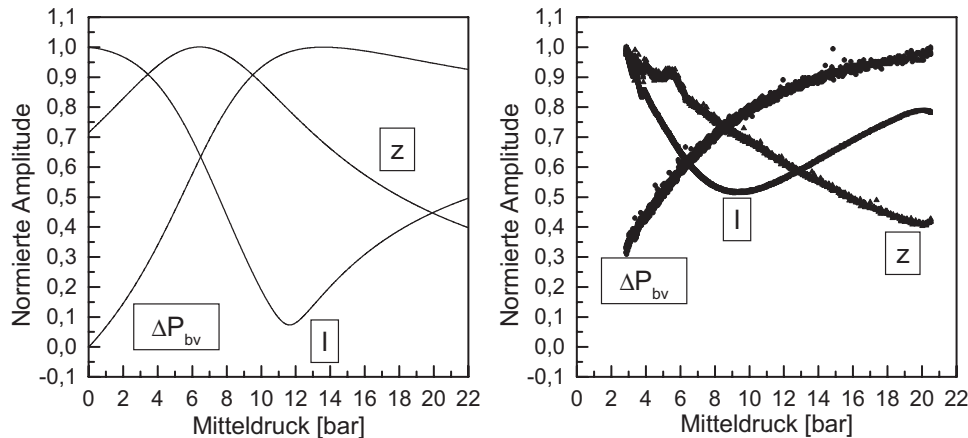 1,1
1,0
0,9
0,8
0,7
0,6
0,5
0,4
0,3
0,2
0,1
0,0
-0,1
Normierte Amplitude
z
ΔP_bv
I
0 2 4 6 8 10 12 14 16 18 20 22
Mitteldruck [bar]
1,1
1,0
0,9
0,8
0,7
0,6
0,5
0,4
0,3
0,2
0,1
0,0
-0,1
Normierte Amplitude
I
z
ΔP_bv
0 2 4 6 8 10 12 14 16 18 20 22
Mitteldruck [bar]